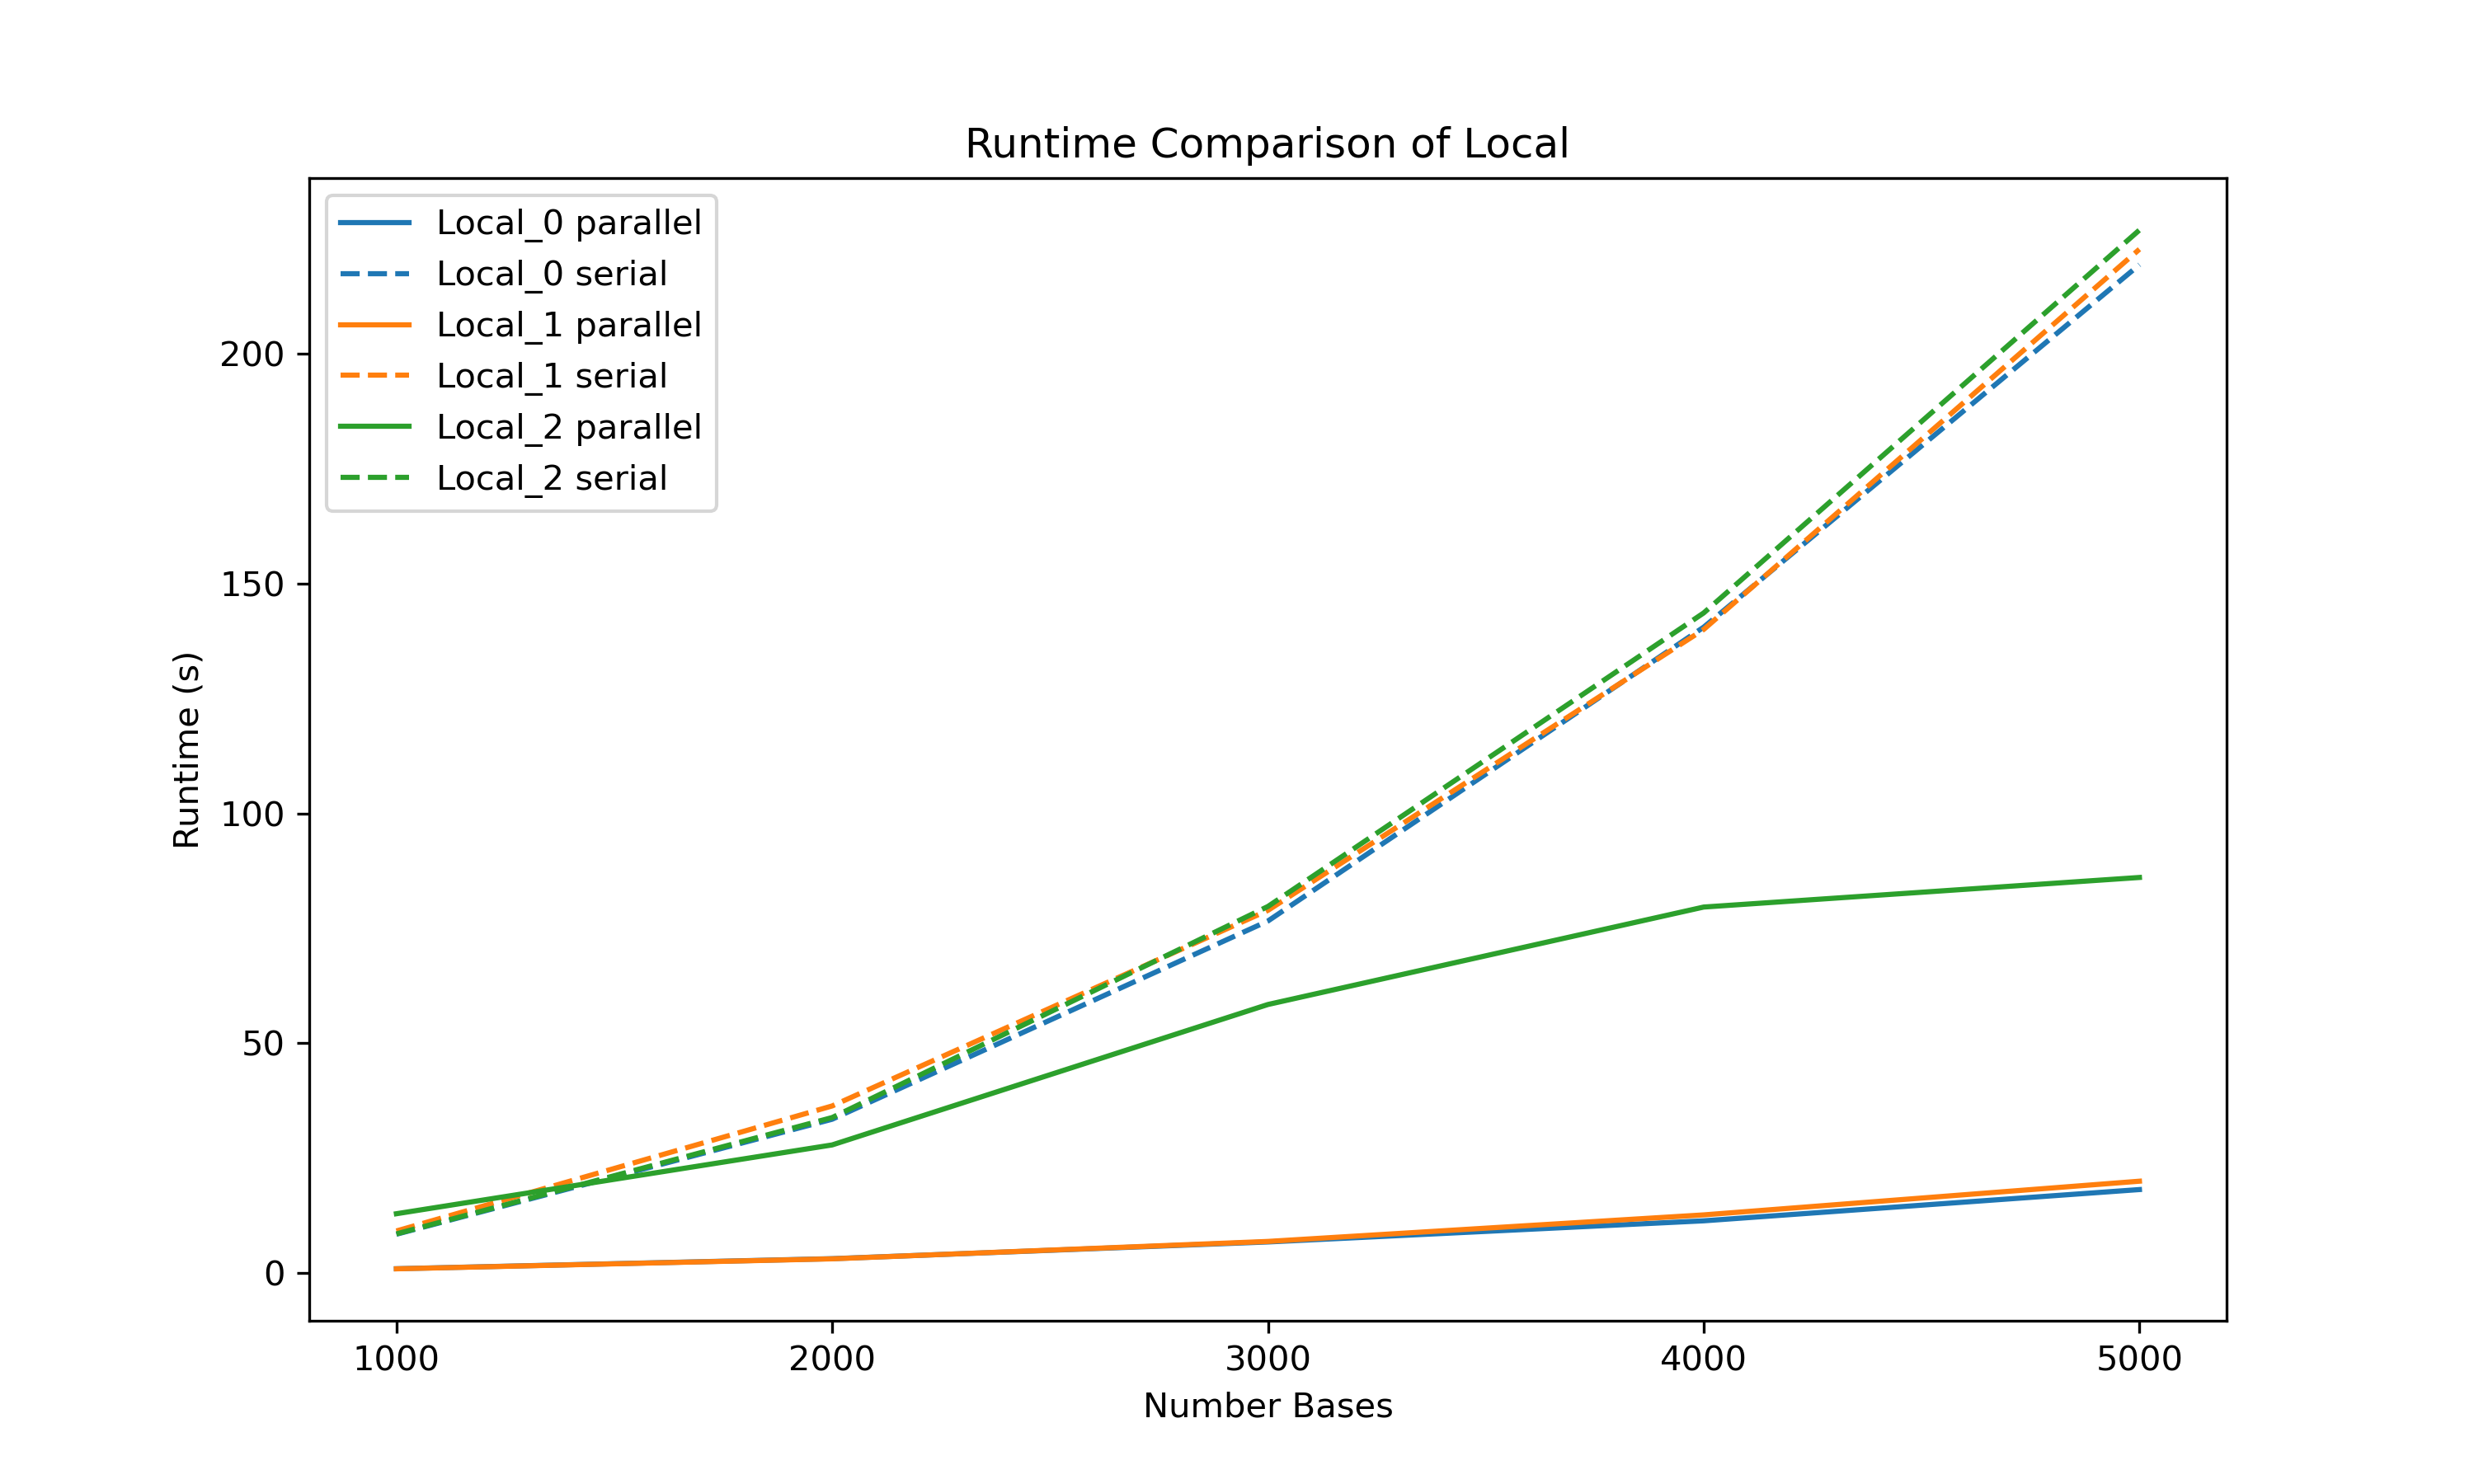 Runtime Comparison of Local
Local_0 parallel
Local_0 serial
Local_1 parallel
Local_1 serial
Local_2 parallel
Local_2 serial
Runtime (s)
200
150
100
50
0
1000 2000 3000 4000 5000
Number Bases